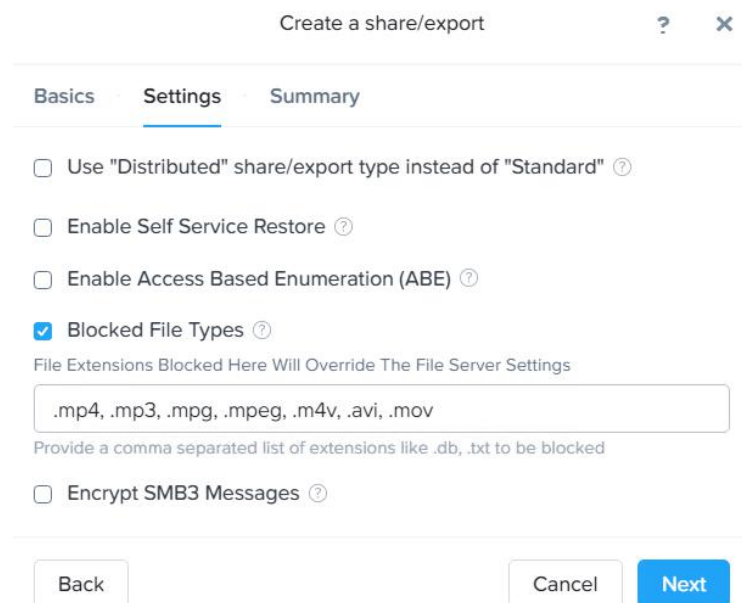 Create a share/export ? ×
Basics Settings Summary
Use "Distributed" share/export type instead of "Standard" ?
Enable Self Service Restore ?
Enable Access Based Enumeration (ABE) ?
Blocked File Types ?
File Extensions Blocked Here Will Override The File Server Settings
.mp4, .mp3, .mpg, .mpeg, .m4v, .avi, .mov
Provide a comma separated list of extensions like .db, .txt to be blocked
Encrypt SMB3 Messages ?
Back Cancel Next